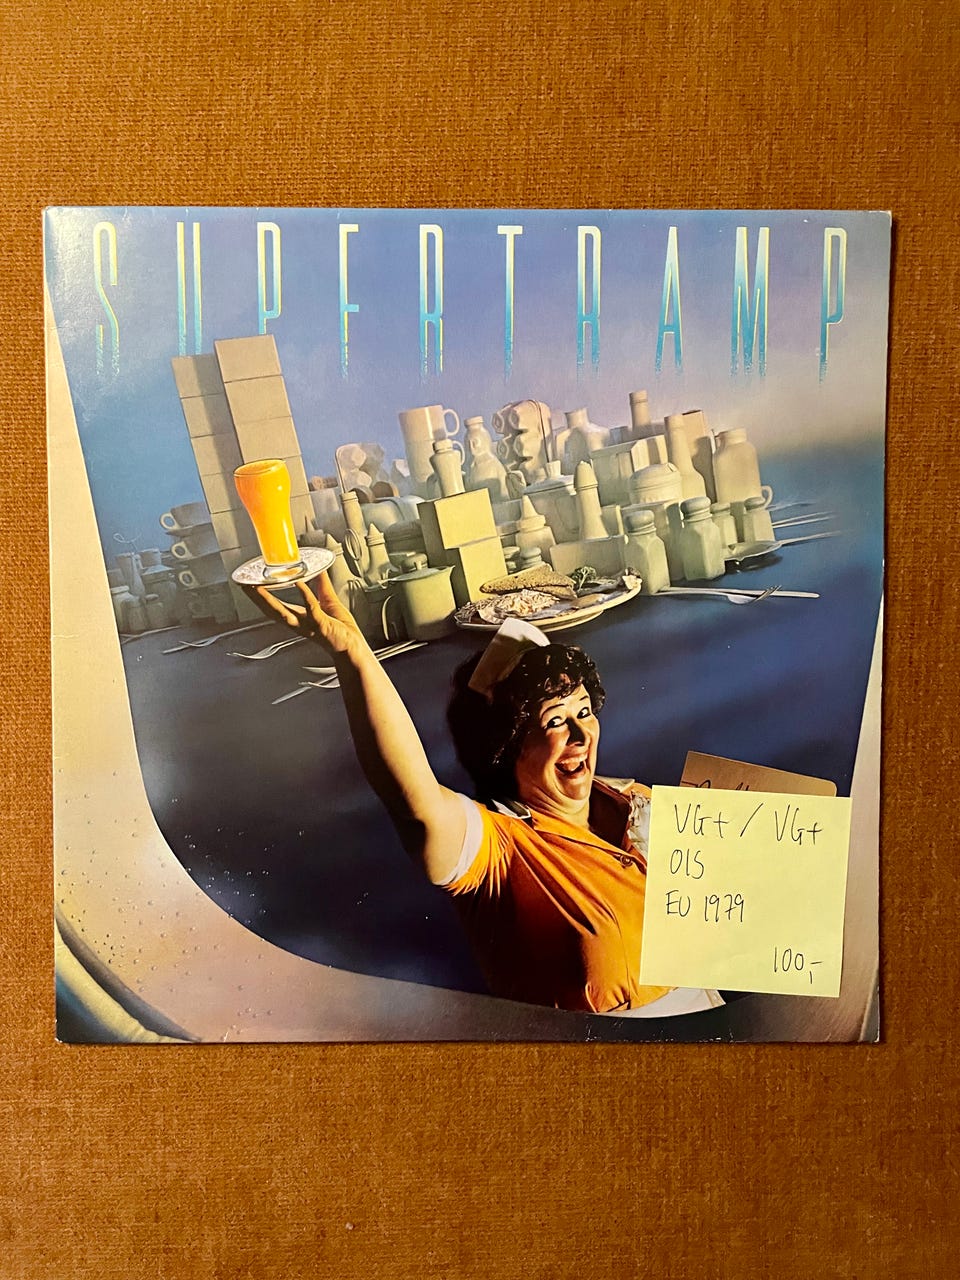 SUPERTRAMP
VG+ / VG+
OIS
EU 1979
100,-